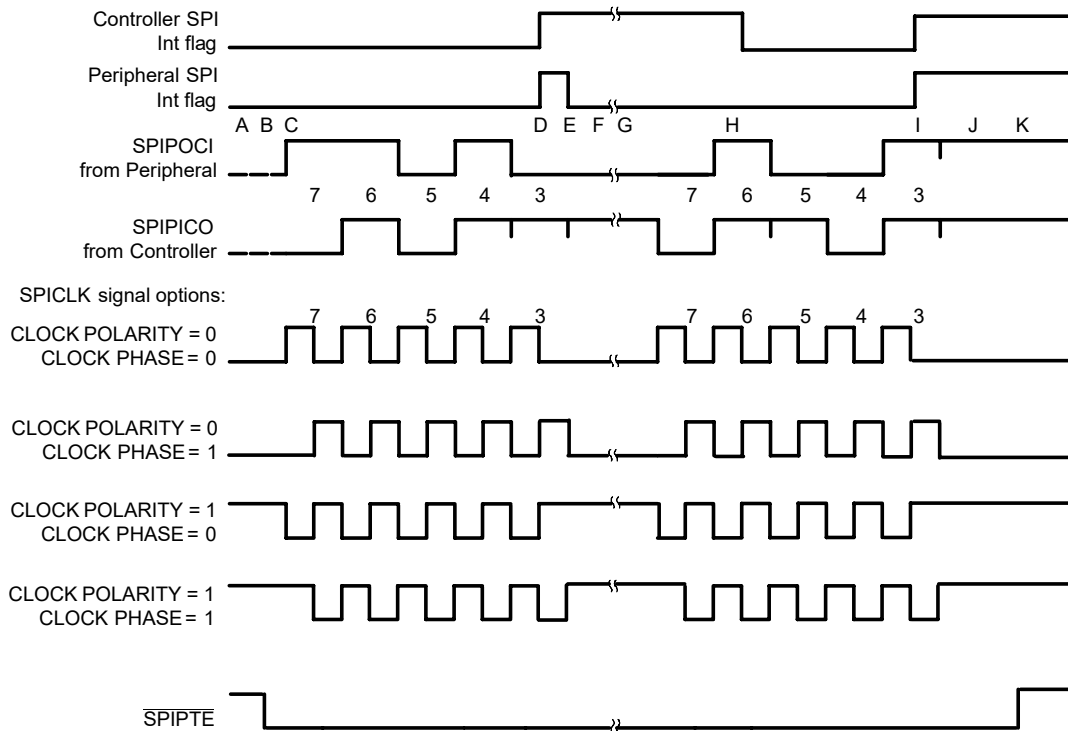 Controller SPI
Int flag
Peripheral SPI
Int flag
A B C D E F G H I J K
SPIPOCI
from Peripheral
7 6 5 4 3 7 6 5 4 3
SPIPICO
from Controller
SPICLK signal options:
7 6 5 4 3 7 6 5 4 3
CLOCK POLARITY = 0
CLOCK PHASE = 0
CLOCK POLARITY = 0
CLOCK PHASE = 1
CLOCK POLARITY = 1
CLOCK PHASE = 0
CLOCK POLARITY = 1
CLOCK PHASE = 1
SPIPTE